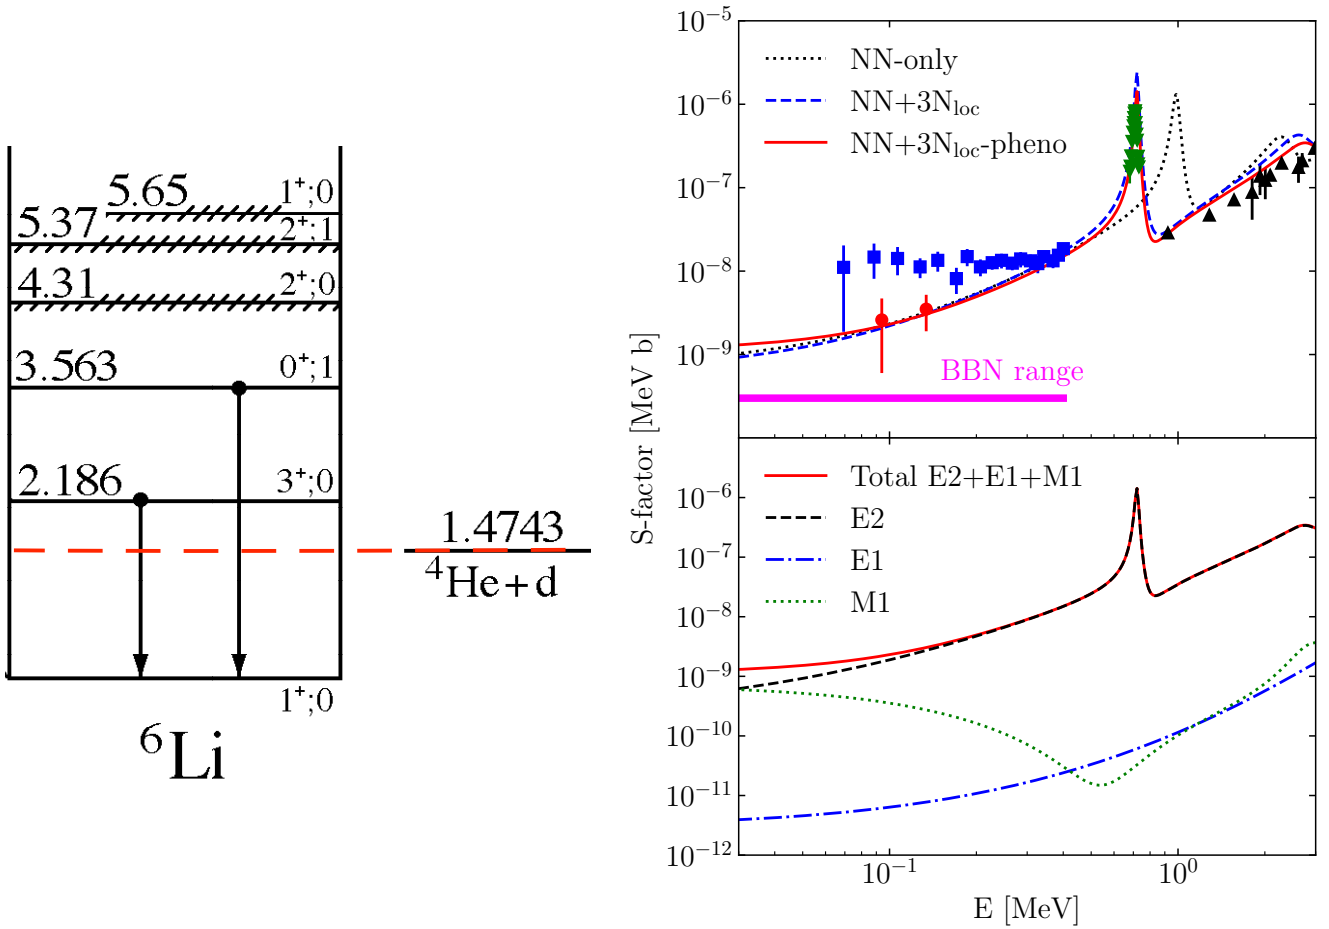 5.65 1⁺;0
5.37 2⁺;1
4.31 2⁺;0
3.563 0⁺;1
2.186 3⁺;0
1.4743
⁴He+d
1⁺;0
⁶Li
S-factor [MeV b]
10⁻⁵
10⁻⁶
10⁻⁷
10⁻⁸
10⁻⁹
NN-only
NN+3N_loc
NN+3N_loc-pheno
BBN range
10⁻⁶
10⁻⁷
10⁻⁸
10⁻⁹
10⁻¹⁰
10⁻¹¹
10⁻¹²
Total E2+E1+M1
E2
E1
M1
10⁻¹ 10⁰
E [MeV]